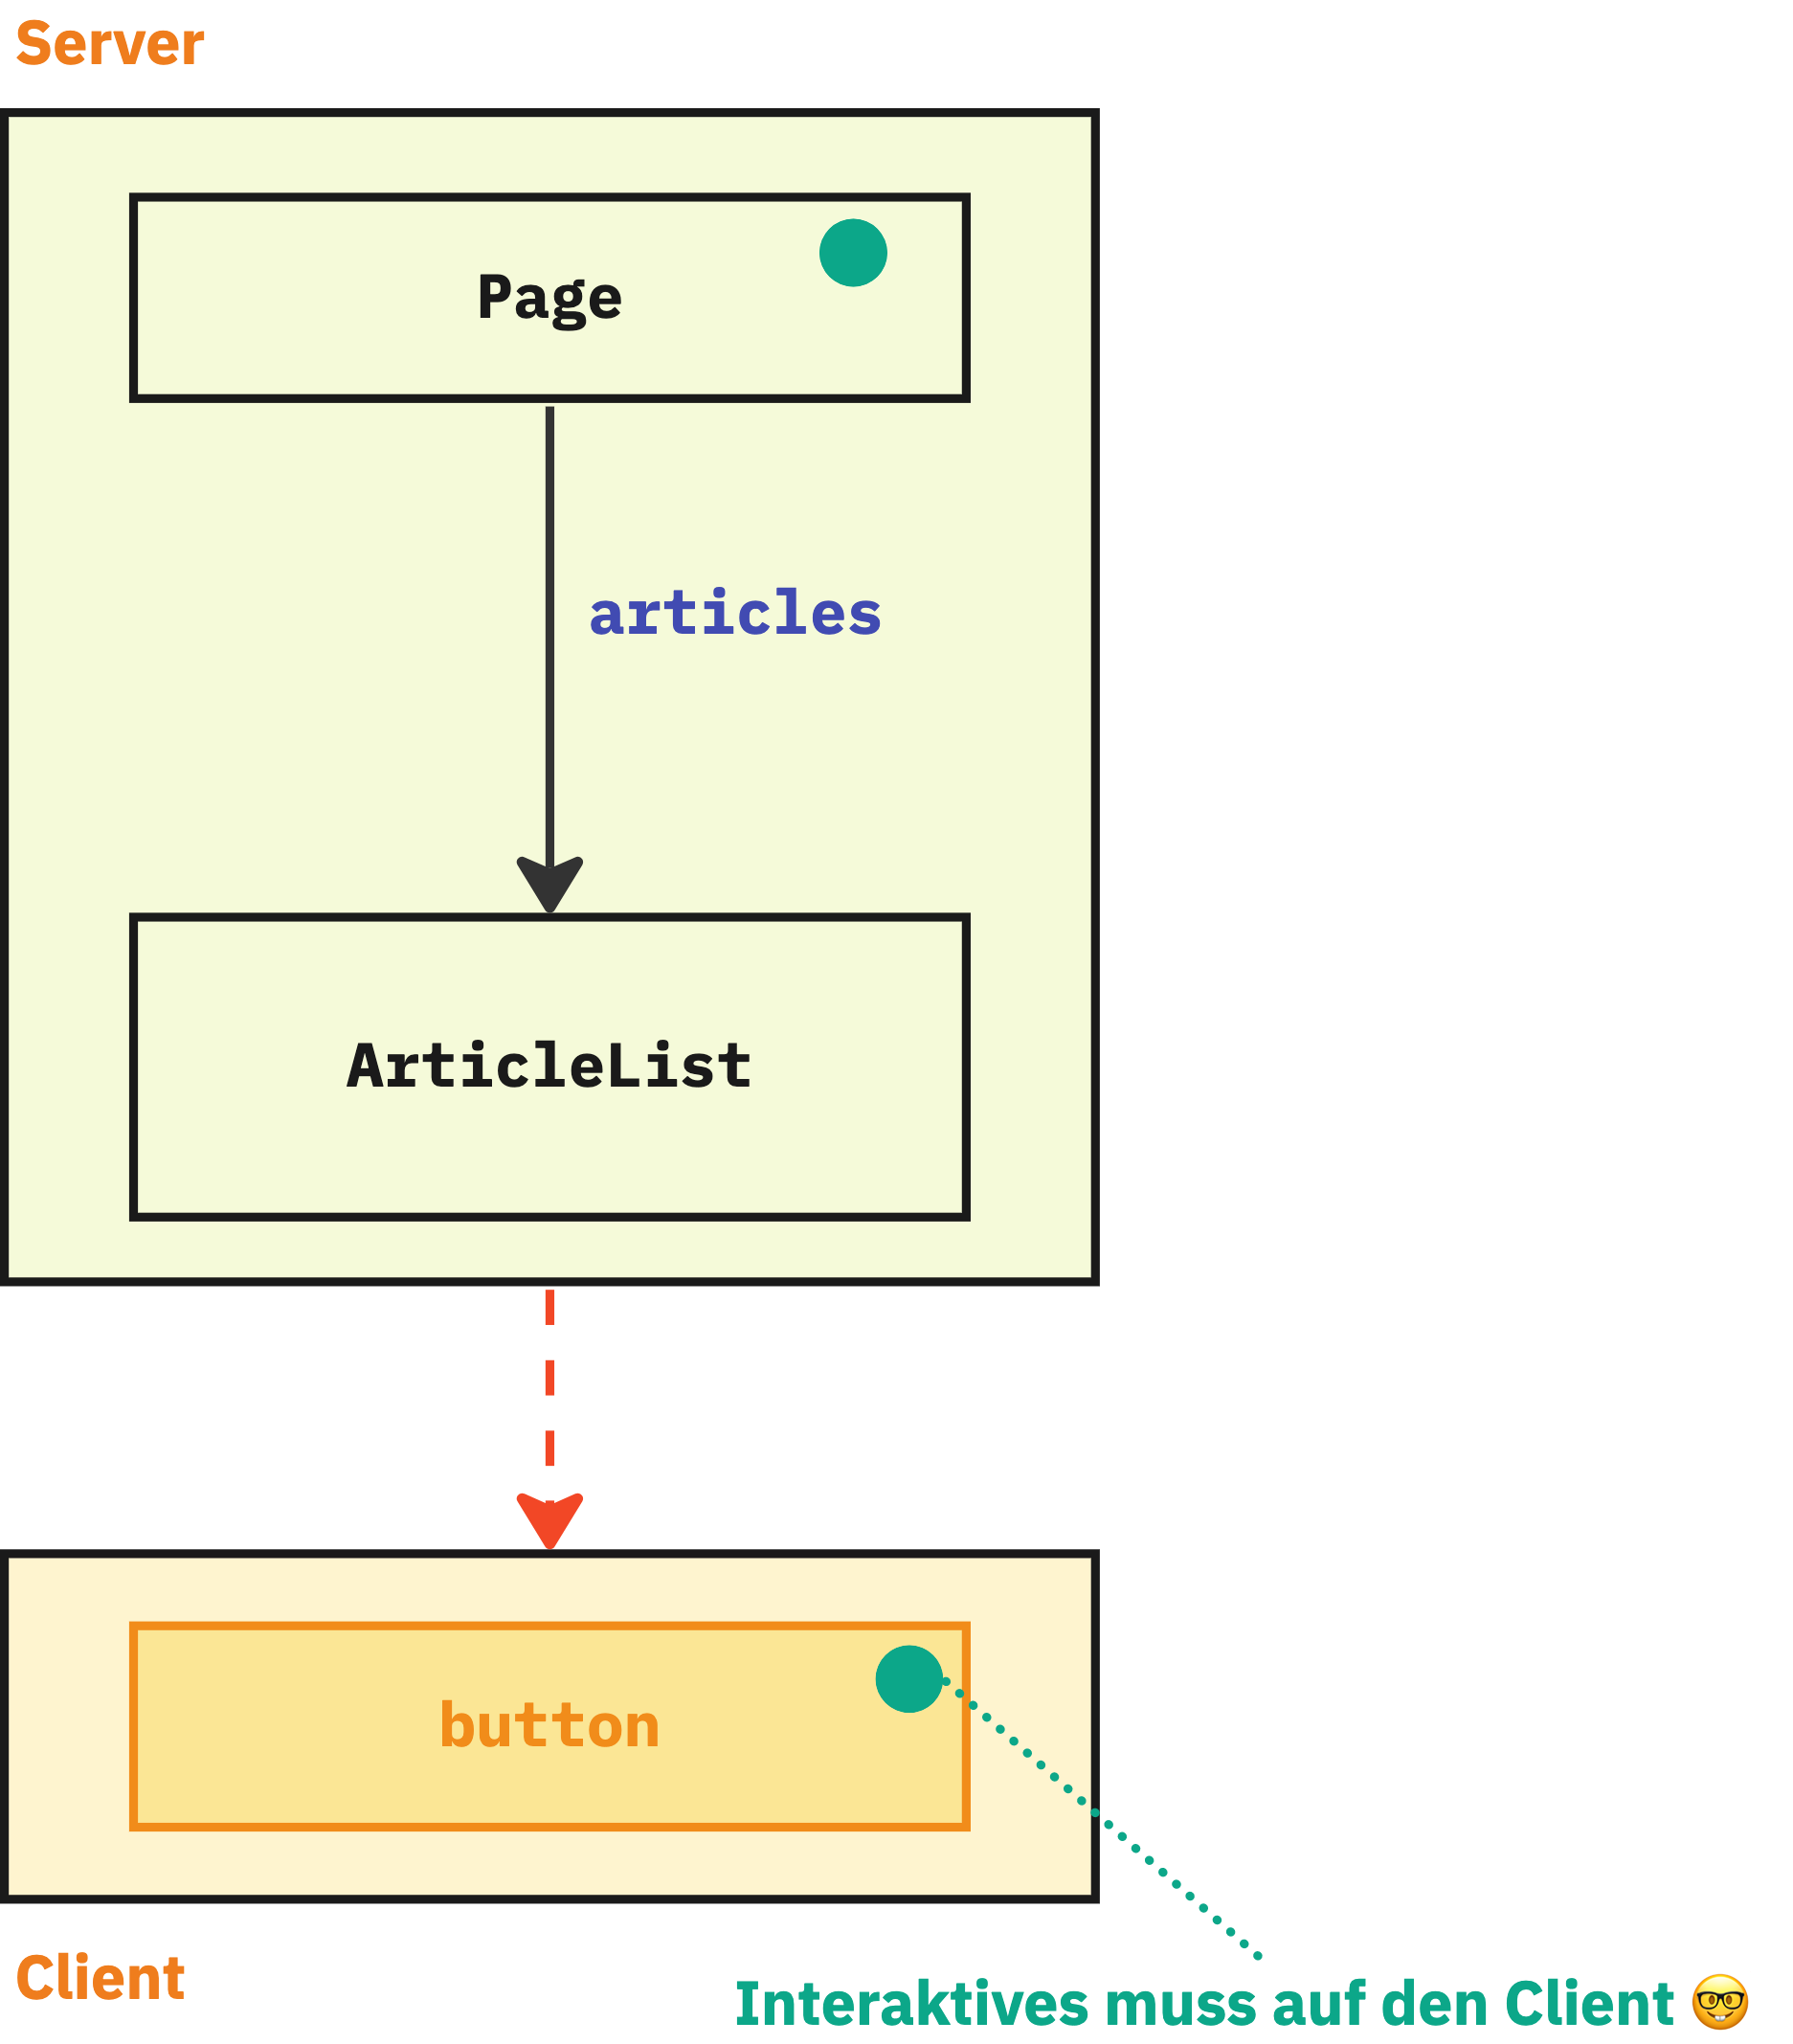 Server
Page
articles
ArticleList
button
Client
Interaktives muss auf den Client 🤓